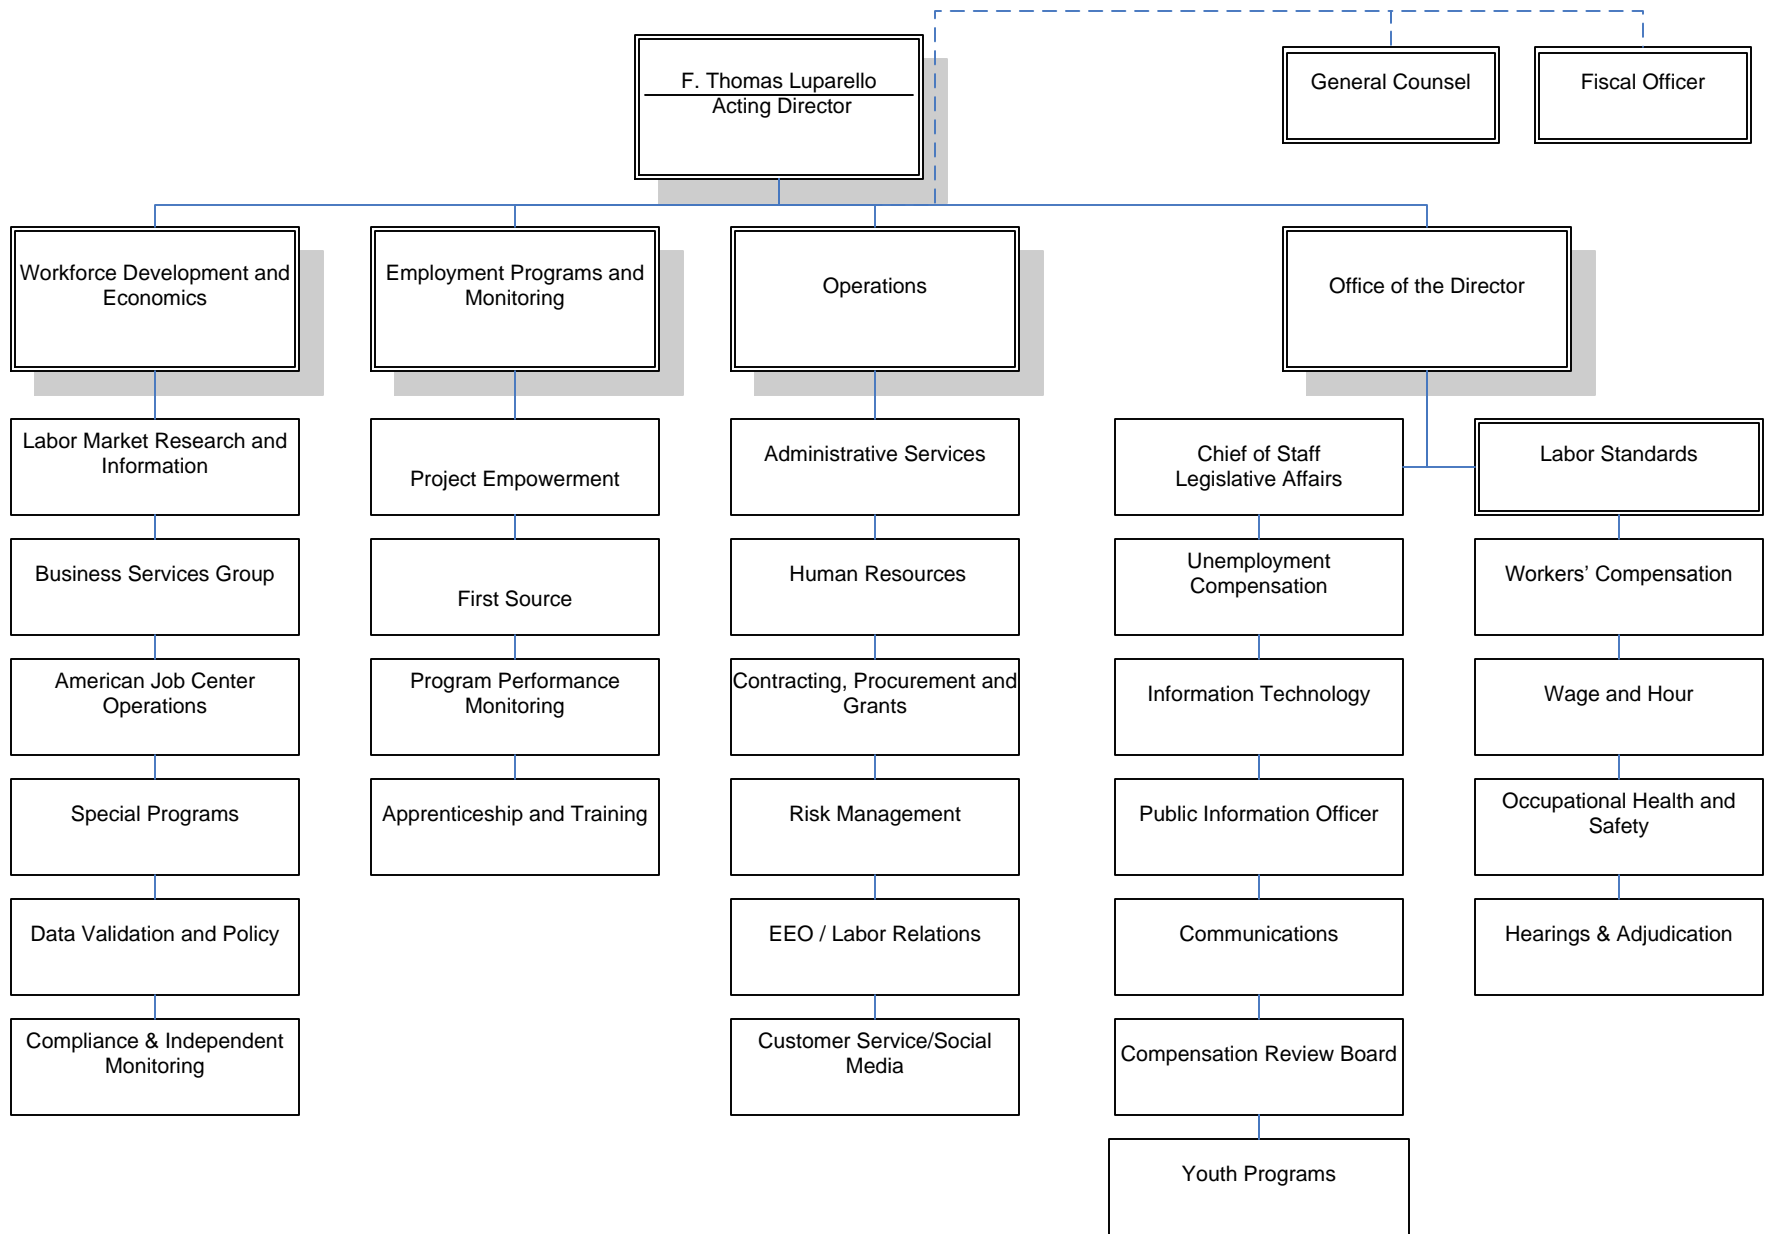 F. Thomas Luparello
Acting Director
General Counsel
Fiscal Officer
Workforce Development and
Economics
Employment Programs and
Monitoring
Operations
Office of the Director
Labor Market Research and
Information
Business Services Group
American Job Center
Operations
Special Programs
Data Validation and Policy
Compliance & Independent
Monitoring
Project Empowerment
First Source
Program Performance
Monitoring
Apprenticeship and Training
Administrative Services
Human Resources
Contracting, Procurement and
Grants
Risk Management
EEO / Labor Relations
Customer Service/Social
Media
Chief of Staff
Legislative Affairs
Unemployment
Compensation
Information Technology
Public Information Officer
Communications
Compensation Review Board
Youth Programs
Labor Standards
Workers’ Compensation
Wage and Hour
Occupational Health and
Safety
Hearings & Adjudication